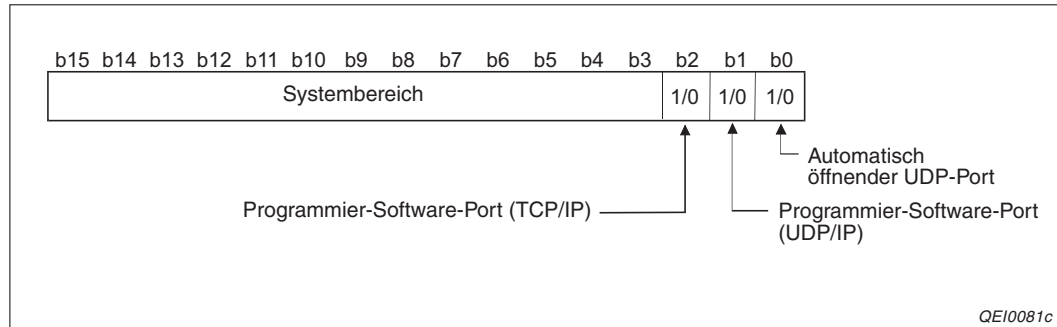 b15 b14 b13 b12 b11 b10 b9 b8 b7 b6 b5 b4 b3 b2 b1 b0
Systembereich 1/0 1/0 1/0
Automatisch
öffnender UDP-Port
Programmier-Software-Port (TCP/IP)
Programmier-Software-Port
(UDP/IP)
QEI0081c